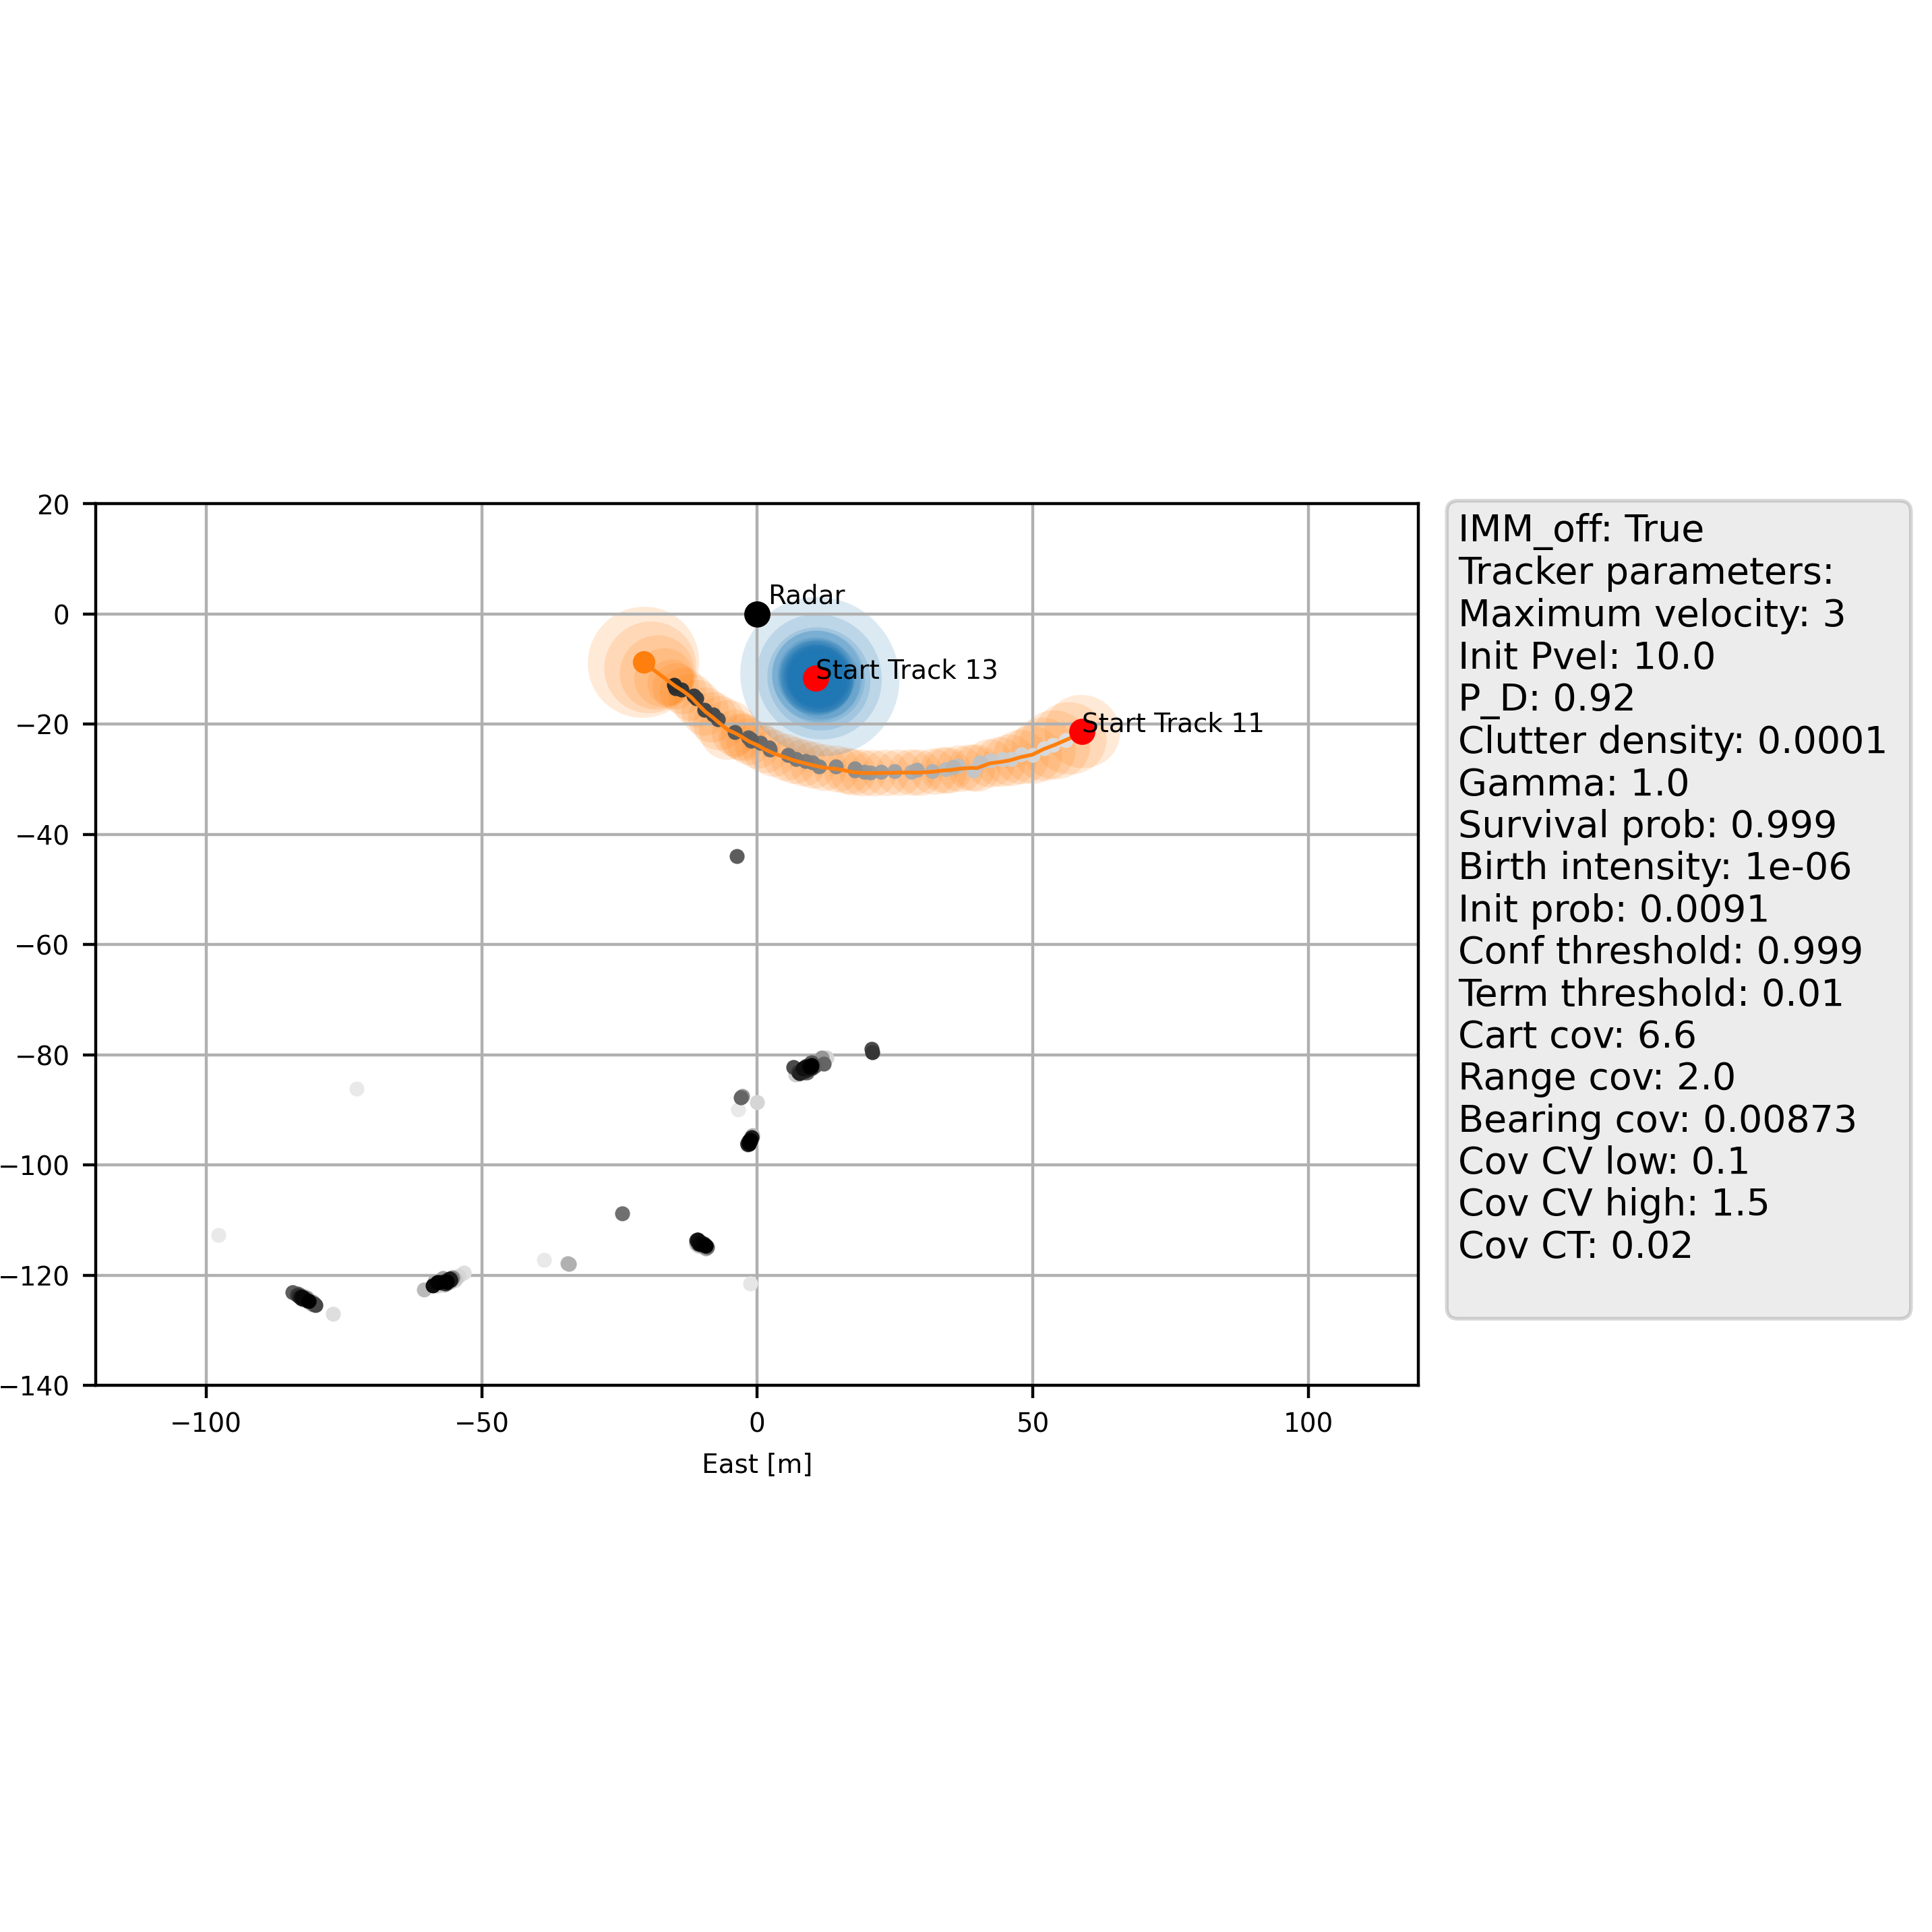 20
0
−20
−40
−60
−80
−100
−120
−140
−100
−50
0
50
100
East [m]
Radar
Start Track 13
Start Track 11
IMM_off: True
Tracker parameters:
Maximum velocity: 3
Init Pvel: 10.0
P_D: 0.92
Clutter density: 0.0001
Gamma: 1.0
Survival prob: 0.999
Birth intensity: 1e-06
Init prob: 0.0091
Conf threshold: 0.999
Term threshold: 0.01
Cart cov: 6.6
Range cov: 2.0
Bearing cov: 0.00873
Cov CV low: 0.1
Cov CV high: 1.5
Cov CT: 0.02